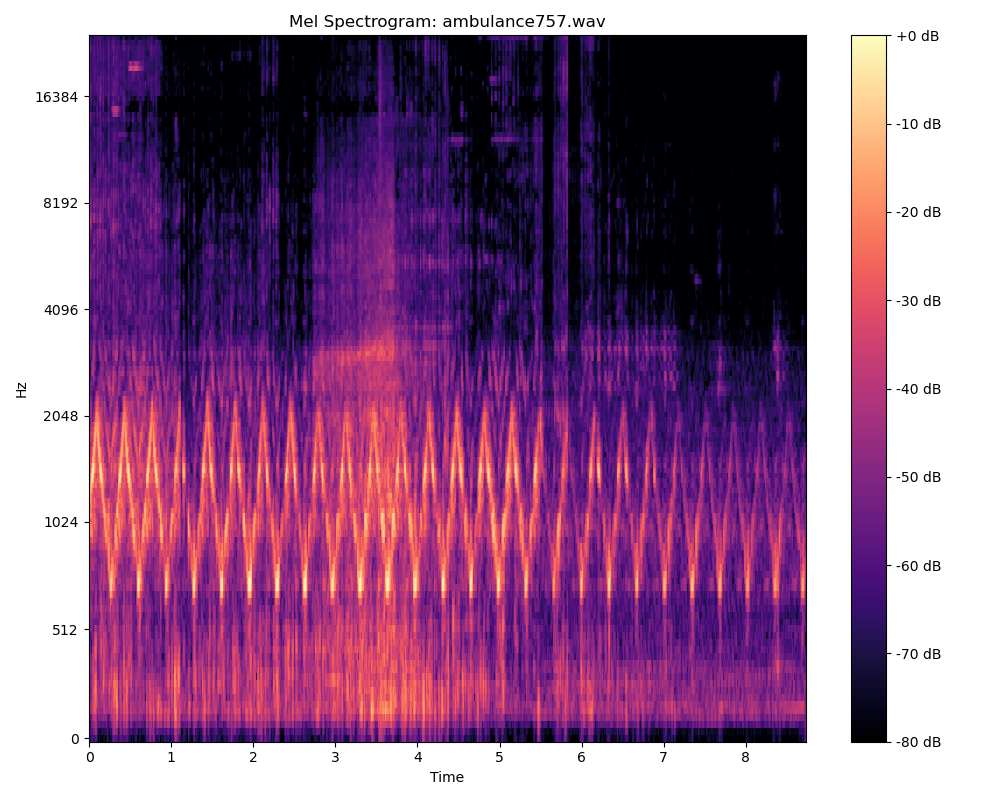 Mel Spectrogram: ambulance757.wav
Hz
16384
8192
4096
2048
1024
512
0
0 1 2 3 4 5 6 7 8
Time
+0 dB
-10 dB
-20 dB
-30 dB
-40 dB
-50 dB
-60 dB
-70 dB
-80 dB